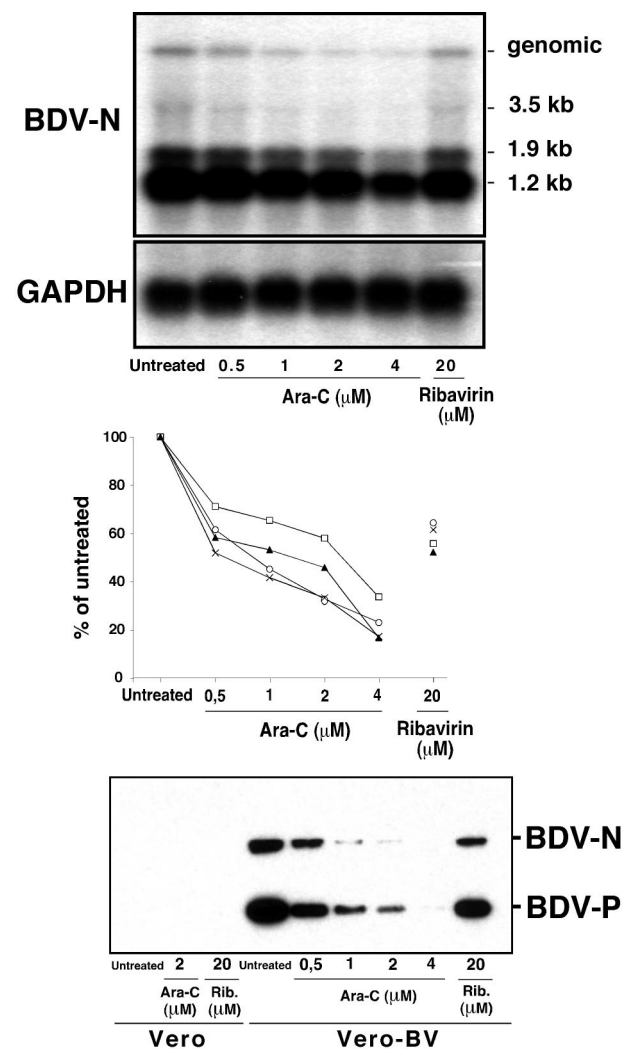 genomic
3.5 kb
BDV-N
1.9 kb
1.2 kb
GAPDH
Untreated 0.5 1 2 4 20
Ara-C (μM) Ribavirin
(μM)
100
80
60
40
20
0
% of untreated
Untreated 0,5 1 2 4 20
Ara-C (μM) Ribavirin
(μM)
BDV-N
BDV-P
Untreated 2 20 Untreated 0,5 1 2 4 20
Ara-C Rib. Ara-C (μM) Rib.
(μM) (μM) (μM)
Vero Vero-BV